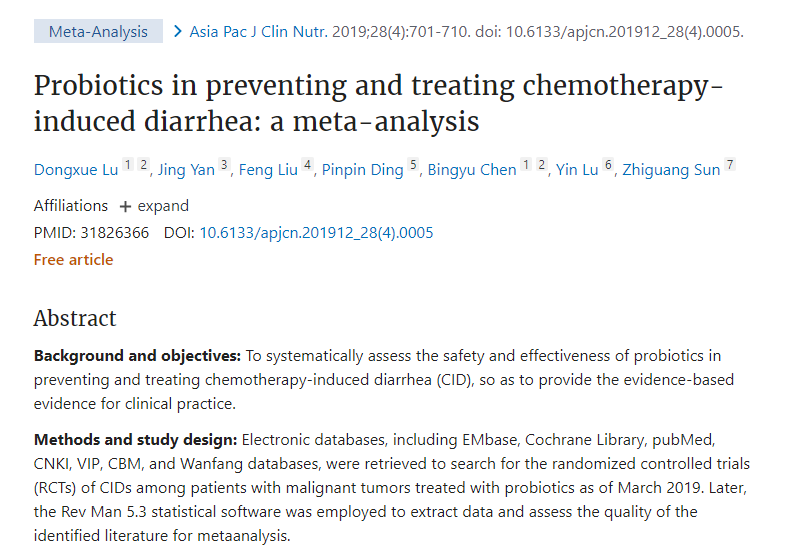 Meta-Analysis > Asia Pac J Clin Nutr. 2019;28(4):701-710. doi: 10.6133/apjcn.201912_28(4).0005.
Probiotics in preventing and treating chemotherapy-
induced diarrhea: a meta-analysis
Dongxue Lu 1 2, Jing Yan 3, Feng Liu 4, Pinpin Ding 5, Bingyu Chen 1 2, Yin Lu 6, Zhiguang Sun 7
Affiliations + expand
PMID: 31826366 DOI: 10.6133/apjcn.201912_28(4).0005
Free article
Abstract
Background and objectives: To systematically assess the safety and effectiveness of probiotics in
preventing and treating chemotherapy-induced diarrhea (CID), so as to provide the evidence-based
evidence for clinical practice.
Methods and study design: Electronic databases, including EMbase, Cochrane Library, pubMed,
CNKI, VIP, CBM, and Wanfang databases, were retrieved to search for the randomized controlled trials
(RCTs) of CIDs among patients with malignant tumors treated with probiotics as of March 2019. Later,
the Rev Man 5.3 statistical software was employed to extract data and assess the quality of the
identified literature for metaanalysis.